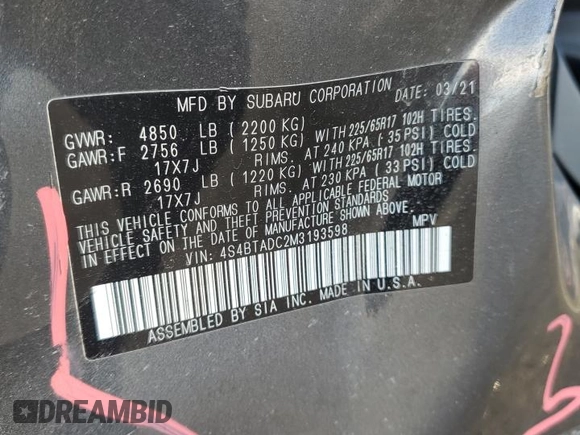 MFD BY SUBARU CORPORATION DATE: 03/21
GVWR: 4850 LB (2200 KG)
GAWR:F 2756 LB (1250 KG) WITH 225/65R17 102H TIRES.
17X7J RIMS. AT 240 KPA (35 PSI) COLD
GAWR:R 2690 LB (1220 KG) WITH 225/65R17 102H TIRES.
17X7J RIMS. AT 230 KPA (33 PSI) COLD
THIS VEHICLE CONFORMS TO ALL APPLICABLE FEDERAL MOTOR
VEHICLE SAFETY AND THEFT PREVENTION STANDARDS IN EFFECT
ON THE DATE OF MANUFACTURE SHOWN ABOVE.
VIN: 4S4BTADC2M3193598 MPV
ASSEMBLED BY SIA INC. MADE IN U.S.A.
3
DREAMBID